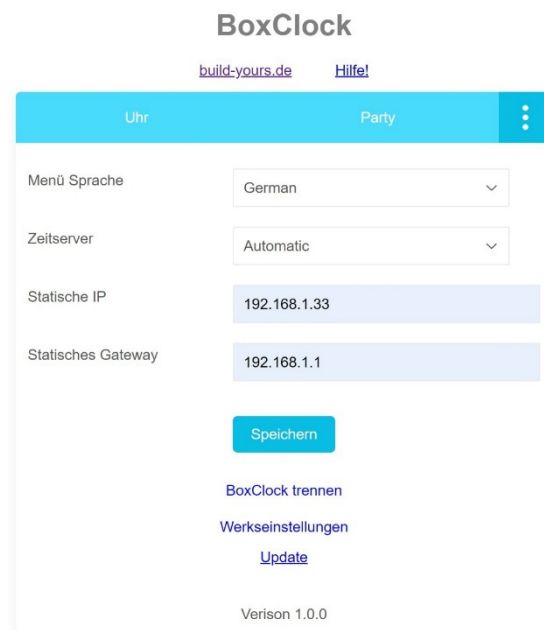 BoxClock
build-yours.de Hilfe!
Uhr Party
Menü Sprache German
Zeitserver Automatic
Statische IP 192.168.1.33
Statisches Gateway 192.168.1.1
Speichern
BoxClock trennen
Werkseinstellungen
Update
Verison 1.0.0